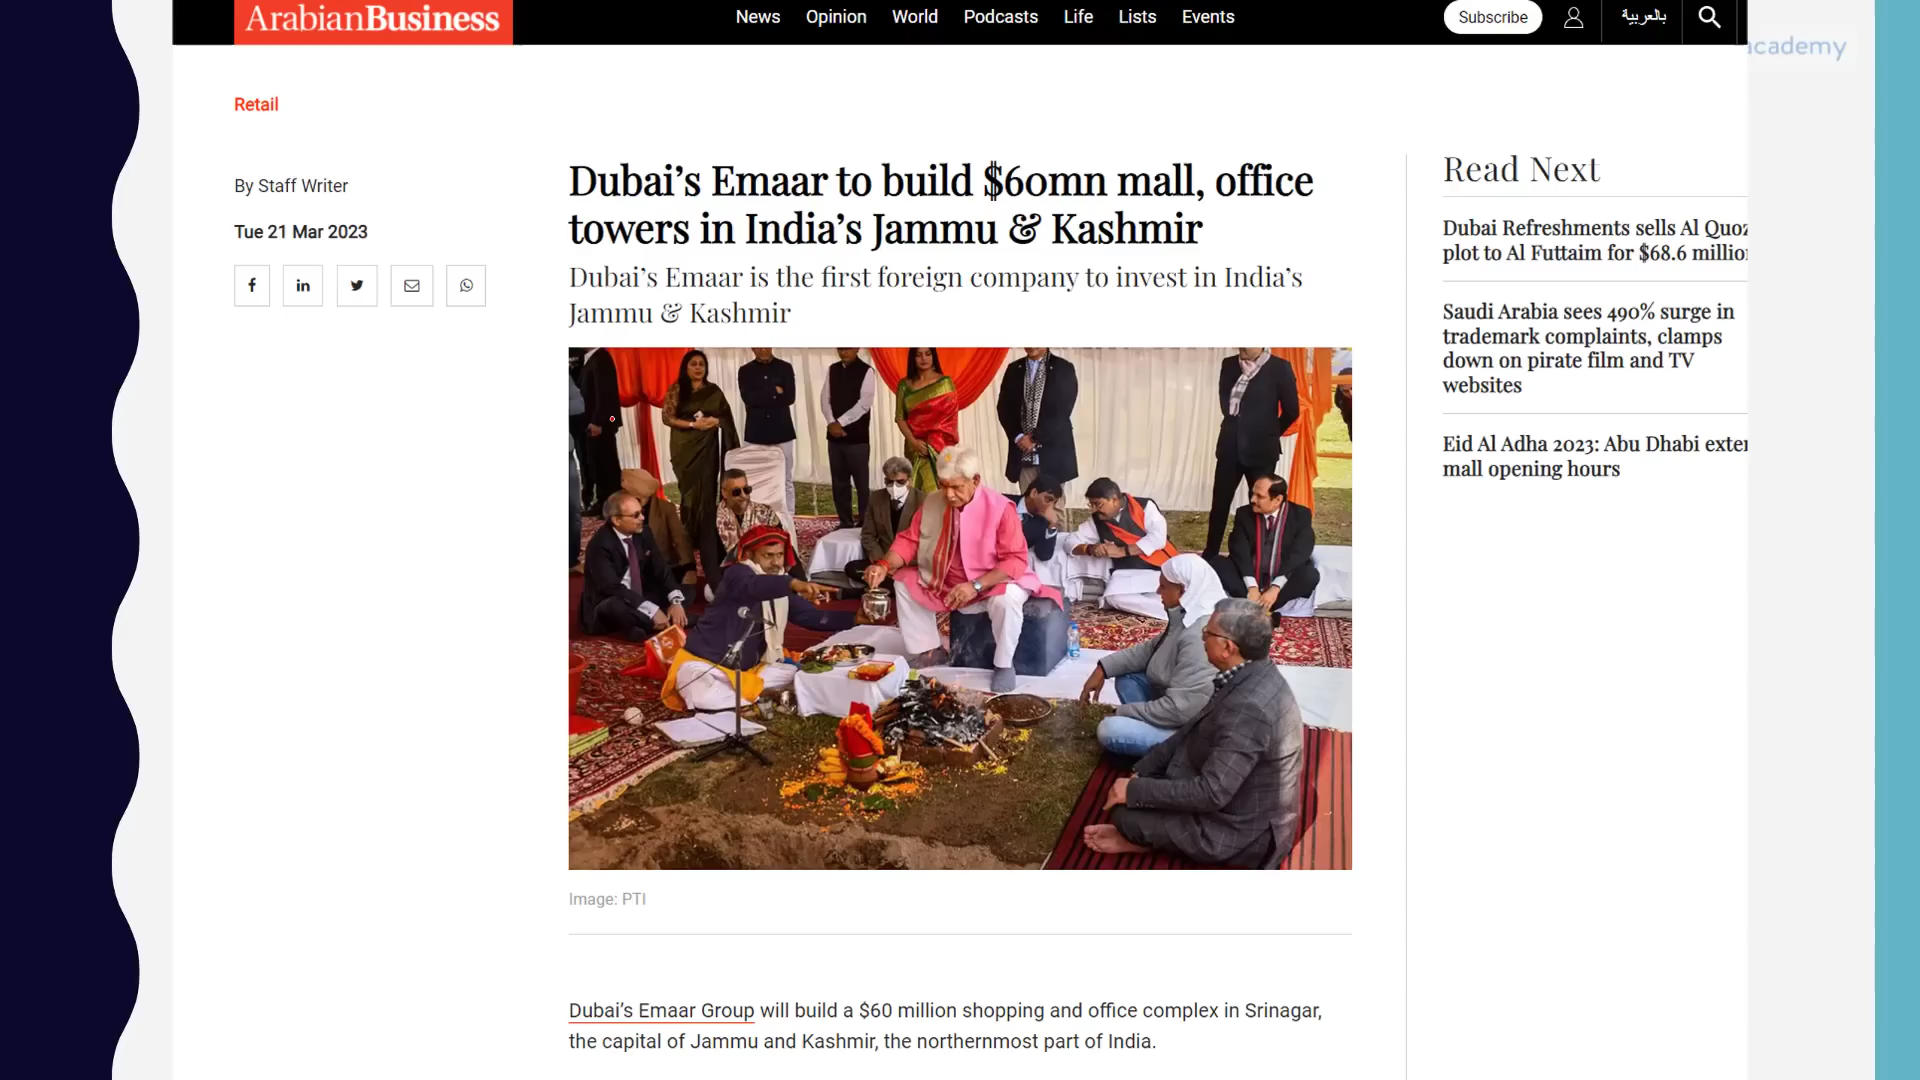 ArabianBusiness
News Opinion World Podcasts Life Lists Events
Subscribe
بالعربية
academy
Retail
By Staff Writer
Tue 21 Mar 2023
Dubai’s Emaar to build $60mn mall, office
towers in India’s Jammu & Kashmir
Dubai’s Emaar is the first foreign company to invest in India’s
Jammu & Kashmir
Image: PTI
Dubai’s Emaar Group will build a $60 million shopping and office complex in Srinagar,
the capital of Jammu and Kashmir, the northernmost part of India.
Read Next
Dubai Refreshments sells Al Quoz
plot to Al Futtaim for $68.6 million
Saudi Arabia sees 490% surge in
trademark complaints, clamps
down on pirate film and TV
websites
Eid Al Adha 2023: Abu Dhabi exten
mall opening hours